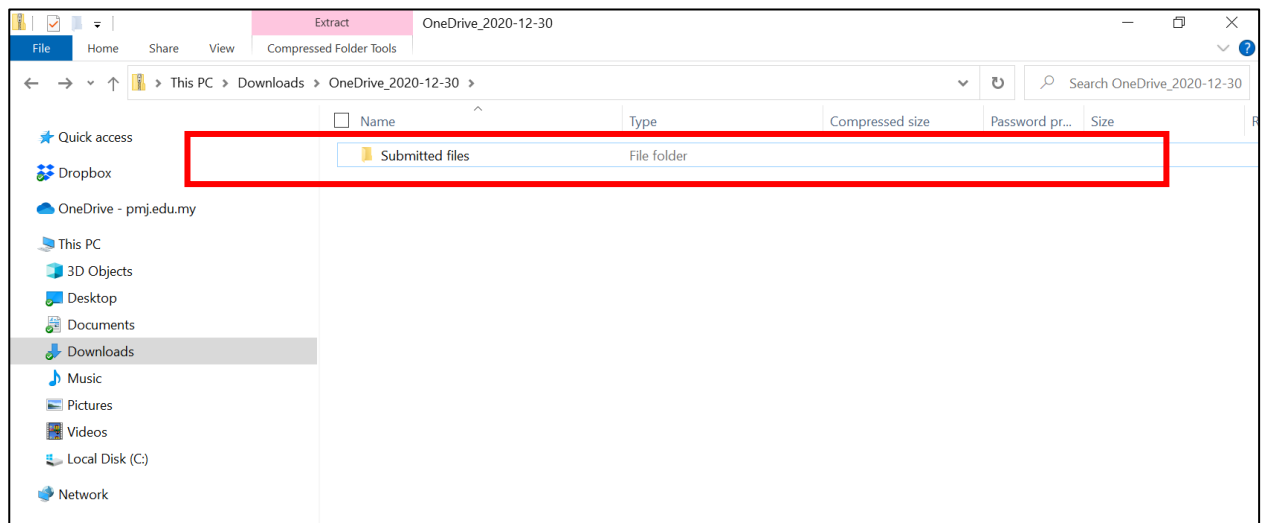 Extract OneDrive_2020-12-30
File Home Share View Compressed Folder Tools ?
This PC > Downloads > OneDrive_2020-12-30 > Search OneDrive_2020-12-30
Name Type Compressed size Password pr... Size R
Submitted files File folder
Quick access
Dropbox
OneDrive - pmj.edu.my
This PC
3D Objects
Desktop
Documents
Downloads
Music
Pictures
Videos
Local Disk (C:)
Network